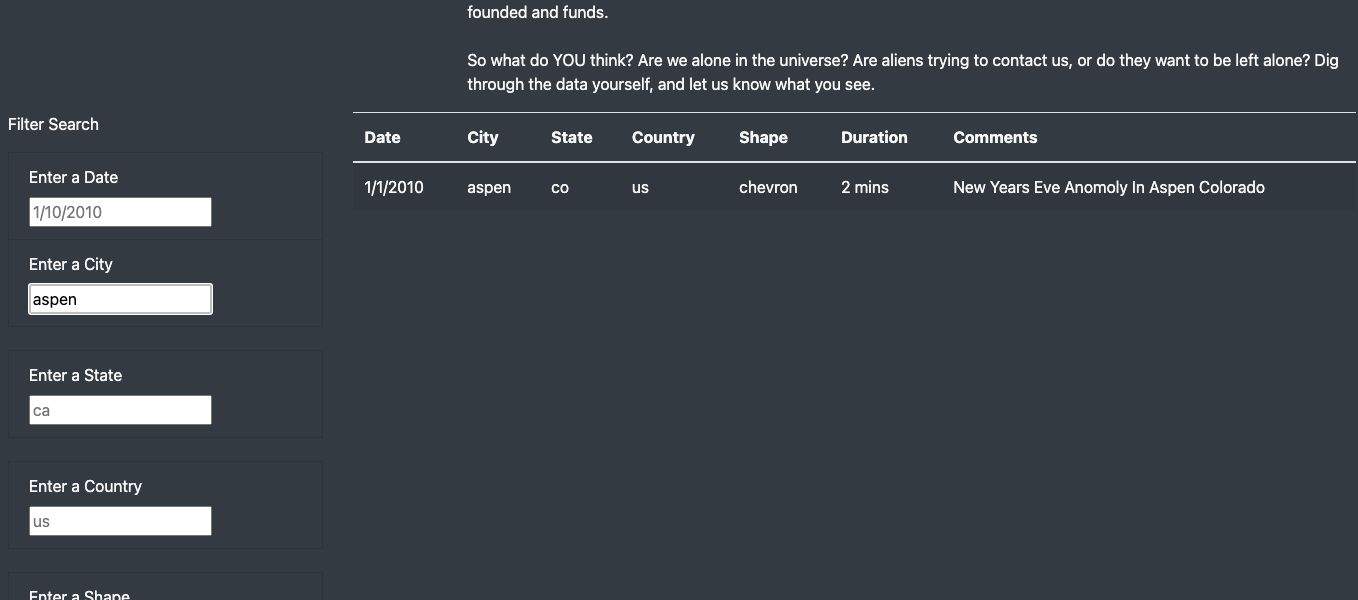 founded and funds.
So what do YOU think? Are we alone in the universe? Are aliens trying to contact us, or do they want to be left alone? Dig
through the data yourself, and let us know what you see.
Filter Search
Enter a Date
1/10/2010
Enter a City
aspen
Enter a State
ca
Enter a Country
us
Enter a Shape
Date City State Country Shape Duration Comments
1/1/2010 aspen co us chevron 2 mins New Years Eve Anomoly In Aspen Colorado